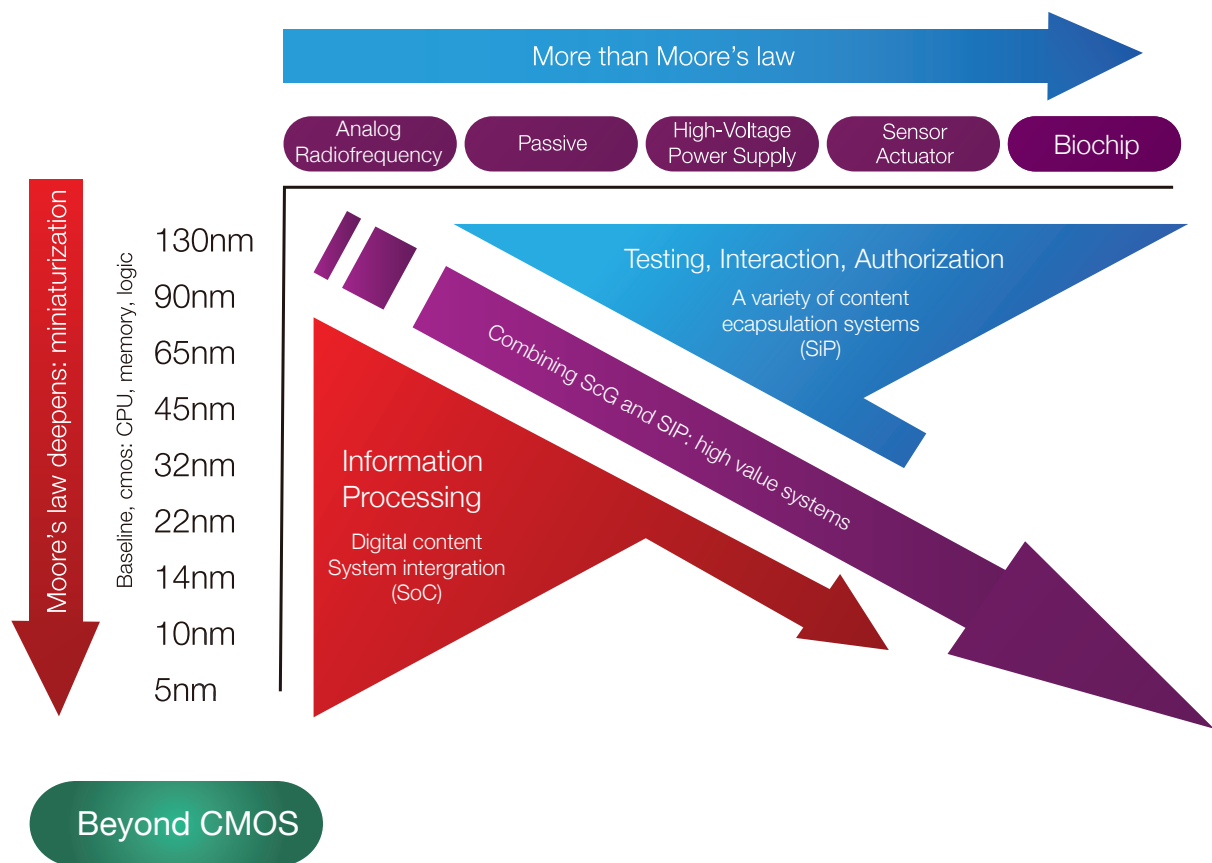 More than Moore's law
Analog
Radiofrequency
Passive
High-Voltage
Power Supply
Sensor
Actuator
Biochip
Moore's law deepens: miniaturization
Baseline, cmos: CPU, memory, logic
130nm
90nm
65nm
45nm
32nm
22nm
14nm
10nm
5nm
Testing, Interaction, Authorization
A variety of content
ecapsulation systems
(SiP)
Combining ScG and SIP: high value systems
Information
Processing
Digital content
System intergration
(SoC)
Beyond CMOS